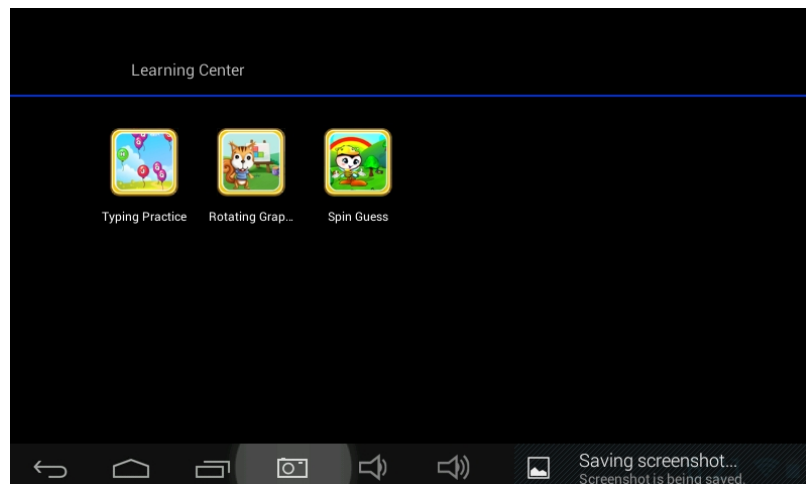 Learning Center
Typing Practice
Rotating Grap...
Spin Guess
Saving screenshot...
Screenshot is being saved.